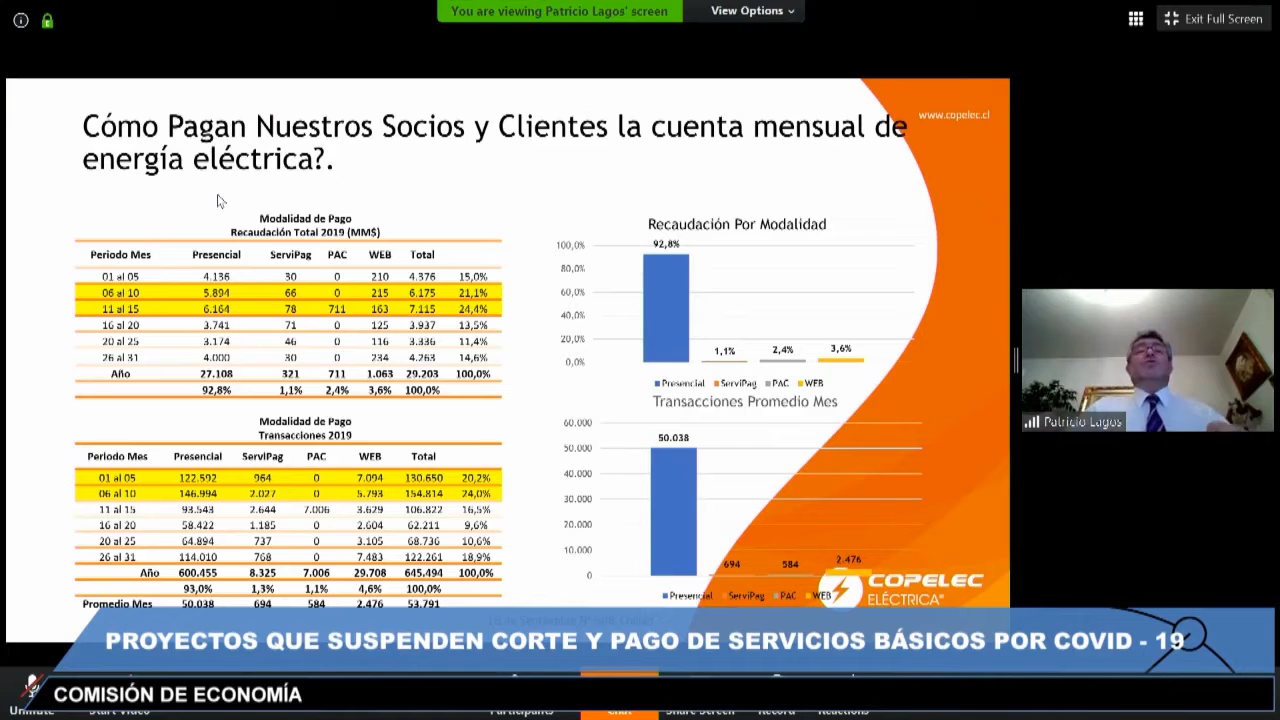 You are viewing Patricio Lagos' screen
View Options
Exit Full Screen
www.copelec.cl
Cómo Pagan Nuestros Socios y Clientes la cuenta mensual de
energía eléctrica?.
Modalidad de Pago
Recaudación Total 2019 (MM$)
Periodo Mes Presencial ServiPag PAC WEB Total
01 al 05 4.136 30 0 210 4.376 15,0%
06 al 10 5.894 66 0 215 6.175 21,1%
11 al 15 6.164 78 711 163 7.115 24,4%
16 al 20 3.741 71 0 125 3.937 13,5%
20 al 25 3.174 46 0 116 3.336 11,4%
26 al 31 4.000 30 0 234 4.263 14,6%
Año 27.108 321 711 1.063 29.203 100,0%
92,8% 1,1% 2,4% 3,6% 100,0%
Modalidad de Pago
Transacciones 2019
Periodo Mes Presencial ServiPag PAC WEB Total
01 al 05 122.592 964 0 7.094 130.650 20,2%
06 al 10 146.994 2.027 0 5.793 154.814 24,0%
11 al 15 93.543 2.644 7.006 3.629 106.822 16,5%
16 al 20 58.422 1.185 0 2.604 62.211 9,6%
20 al 25 64.894 737 0 3.105 68.736 10,6%
26 al 31 114.010 768 0 7.483 122.261 18,9%
Año 600.455 8.325 7.006 29.708 645.494 100,0%
93,0% 1,3% 1,1% 4,6% 100,0%
Promedio Mes 50.038 694 584 2.476 53.791
Recaudación Por Modalidad
100,0%
80,0%
60,0%
40,0%
20,0%
0,0%
92,8%
1,1%
2,4%
3,6%
Presencial ServiPag PAC WEB
Transacciones Promedio Mes
60.000
50.000
40.000
30.000
20.000
10.000
0
50.038
694
584
2.476
Presencial ServiPag PAC WEB
COPELEC
ELÉCTRICA
Patricio Lagos
PROYECTOS QUE SUSPENDEN CORTE Y PAGO DE SERVICIOS BÁSICOS POR COVID - 19
COMISIÓN DE ECONOMÍA